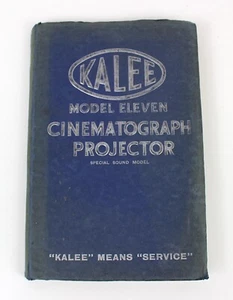 KALEE
MODEL ELEVEN
CINEMATOGRAPH
PROJECTOR
SPECIAL SOUND MODEL
"KALEE" MEANS "SERVICE"